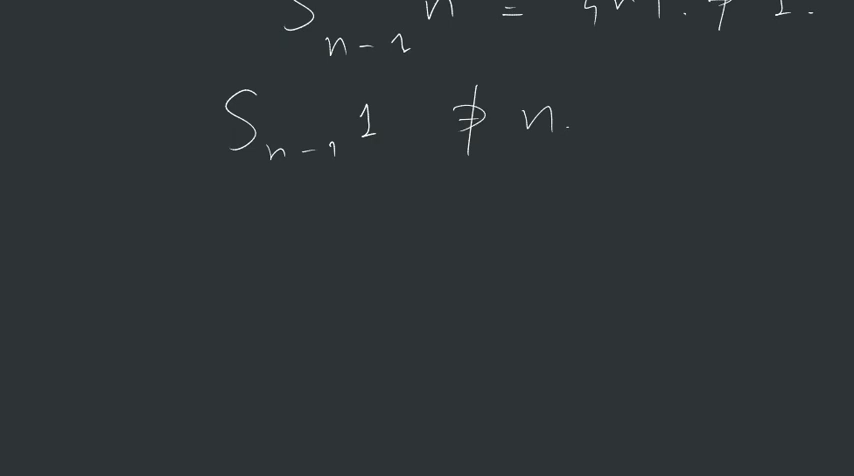 S_{n-1} n = {n}. ∌ 1.
S_{n-1} 1 ∌ n.